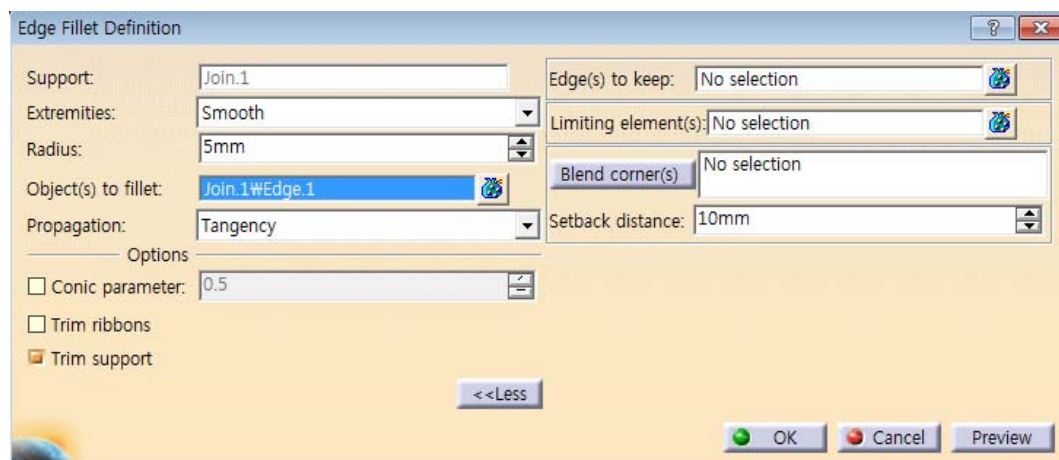 Edge Fillet Definition
Support: Join.1
Extremities: Smooth
Radius: 5mm
Object(s) to fillet: Join.1₩Edge.1
Propagation: Tangency
Options
Conic parameter: 0.5
Trim ribbons
Trim support
<<Less
Edge(s) to keep: No selection
Limiting element(s): No selection
Blend corner(s) No selection
Setback distance: 10mm
OK Cancel Preview